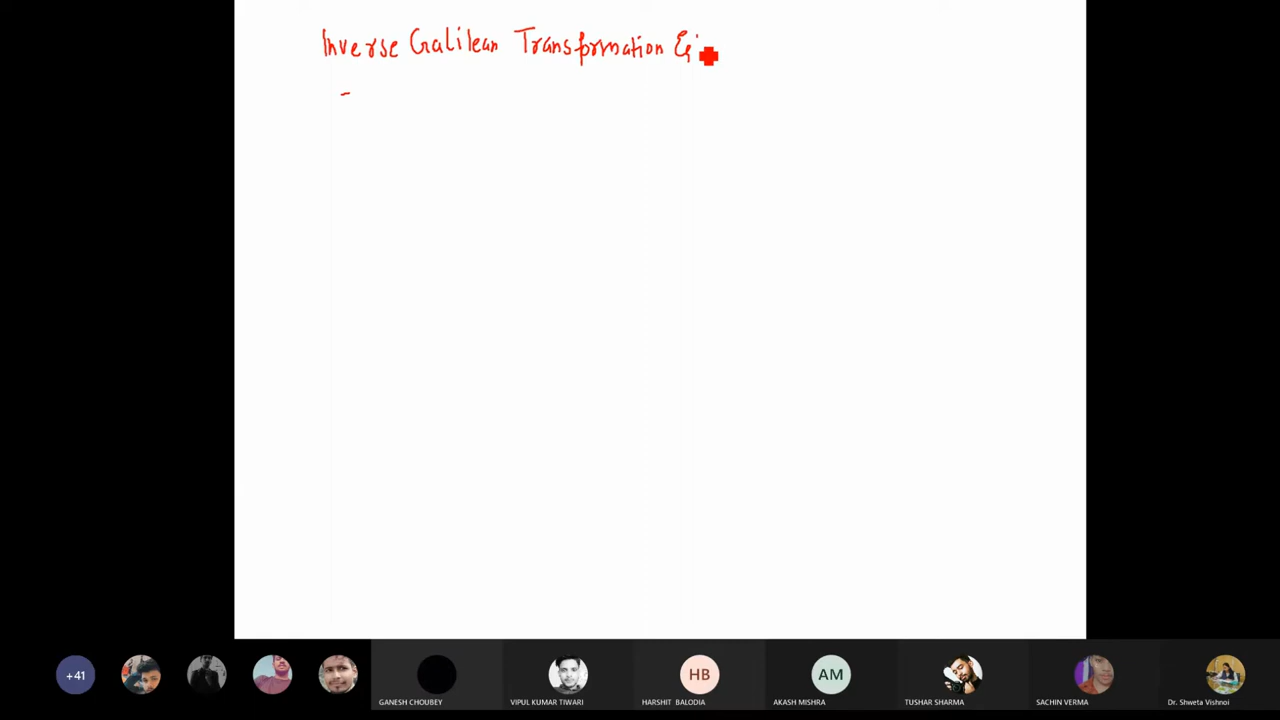 Inverse Galilean Transformation
+41
GANESH CHOUBEY
VIPUL KUMAR TIWARI
HB
HARSHIT BALODIA
AM
AKASH MISHRA
TUSHAR SHARMA
SACHIN VERMA
Dr. Shweta Vishnoi